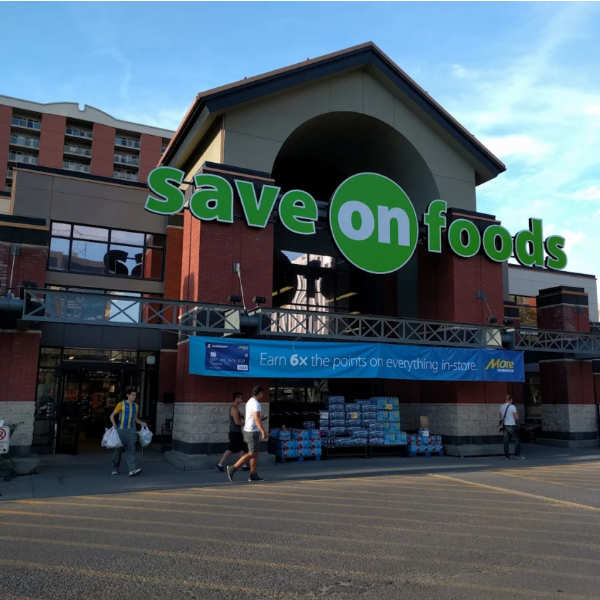 save on foods
Earn 6x the points on everything in-store.
More